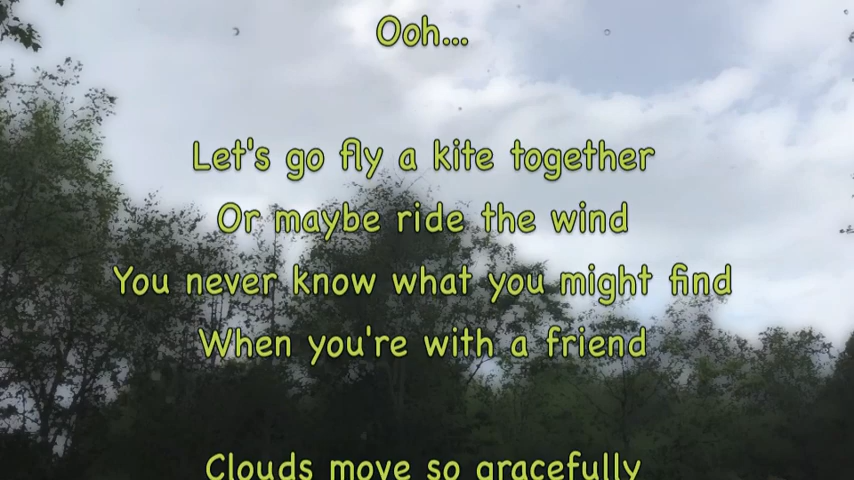 Ooh...
Let's go fly a kite together
Or maybe ride the wind
You never know what you might find
When you're with a friend
Clouds move so gracefully